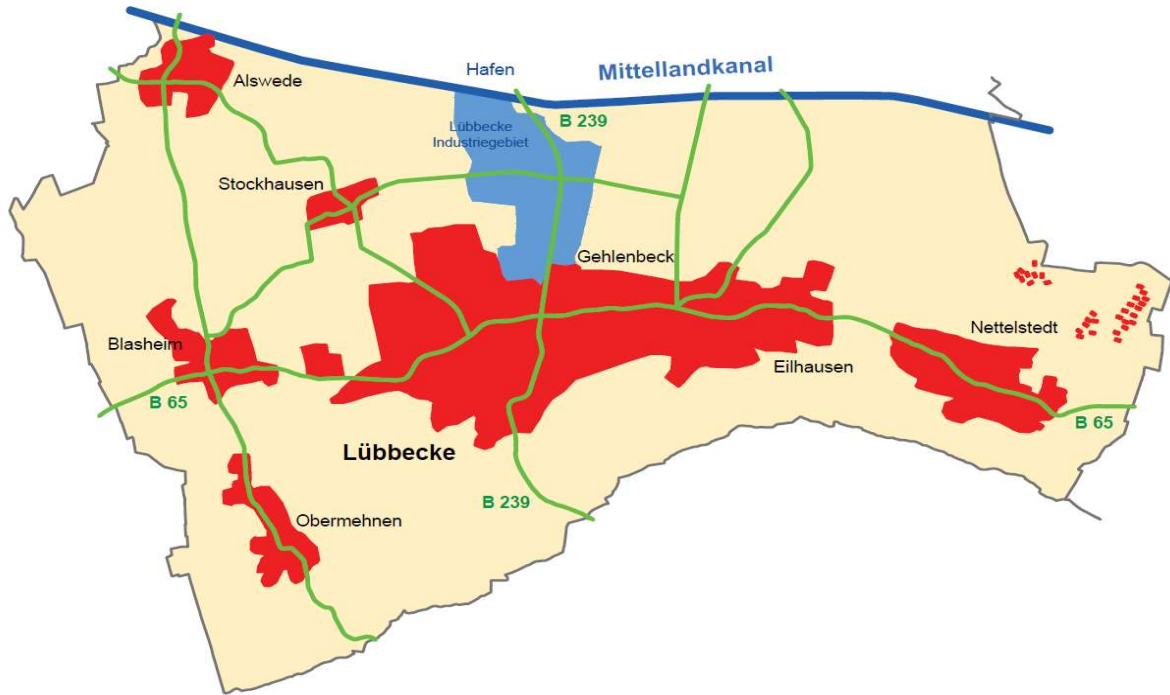 Hafen
Mittellandkanal
Alswede
B 239
Lübbecke
Industriegebiet
Stockhausen
Gehlenbeck
Nettelstedt
Blasheim
Eilhausen
B 65
B 65
Lübbecke
B 239
Obermehnen